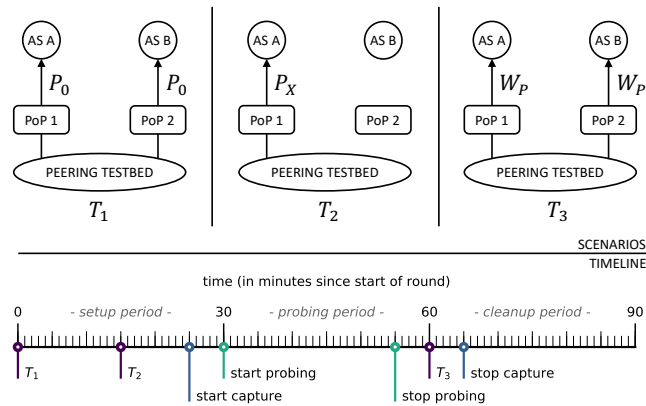 AS A AS B AS A AS B AS A AS B
P₀ P₀ P_X W_P W_P
PoP 1 PoP 2 PoP 1 PoP 2 PoP 1 PoP 2
PEERING TESTBED PEERING TESTBED PEERING TESTBED
T₁ T₂ T₃
SCENARIOS
TIMELINE
time (in minutes since start of round)
0 - setup period - 30 - probing period - 60 - cleanup period - 90
T₁ T₂ start probing T₃ stop capture
start capture stop probing